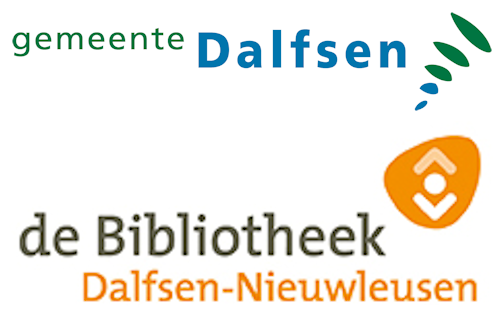 gemeente Dalfsen
de Bibliotheek
Dalfsen-Nieuwleusen